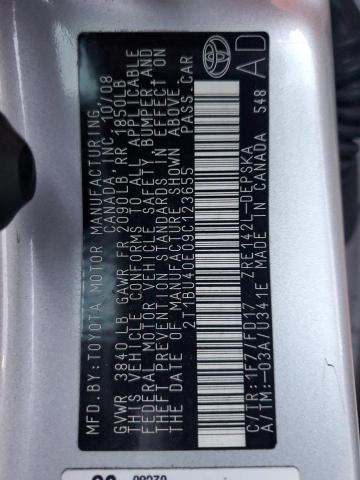 MFD.BY:TOYOTA MOTOR MANUFACTURING,
CANADA, INC. 10/08
GVWR 3840 LB GAWR FR 2090LB, RR 1850LB
THIS VEHICLE CONFORMS TO ALL APPLICABLE
FEDERAL MOTOR VEHICLE SAFETY, BUMPER, AND
THEFT PREVENTION STANDARDS IN EFFECT ON
THE DATE OF MANUFACTURE SHOWN ABOVE.
2T1BU40E09C123655 PASS.CAR
C/TR:1F7/FD17 ZRE142L-DEPSKA
A/TM:-03A/U341E MADE IN CANADA 548
AD
TOYOTA